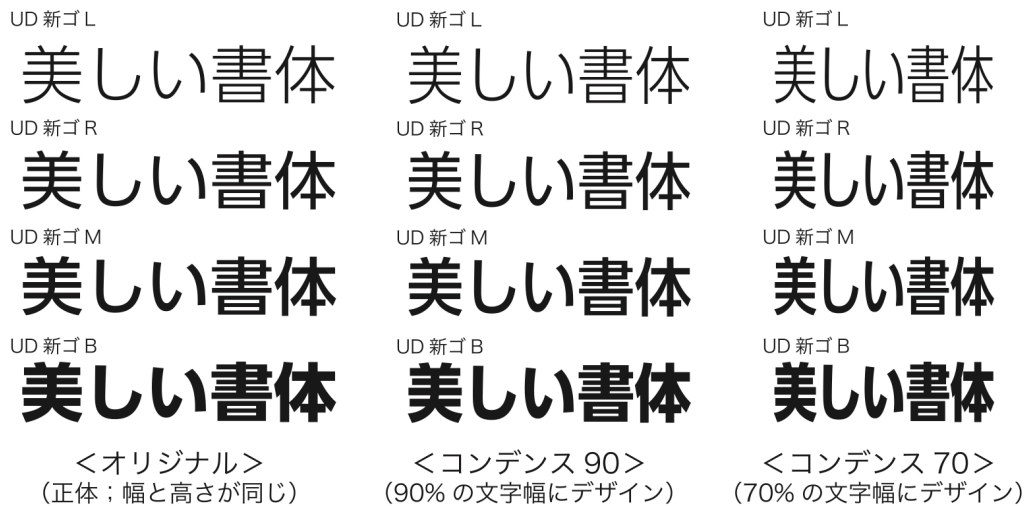 UD 新ゴ L
美しい書体
UD 新ゴ R
美しい書体
UD 新ゴ M
美しい書体
UD 新ゴ B
美しい書体
＜オリジナル＞
（正体；幅と高さが同じ）
UD 新ゴ L
美しい書体
UD 新ゴ R
美しい書体
UD 新ゴ M
美しい書体
UD 新ゴ B
美しい書体
＜コンデンス 90＞
（90% の文字幅にデザイン）
UD 新ゴ L
美しい書体
UD 新ゴ R
美しい書体
UD 新ゴ M
美しい書体
UD 新ゴ B
美しい書体
＜コンデンス 70＞
（70% の文字幅にデザイン）